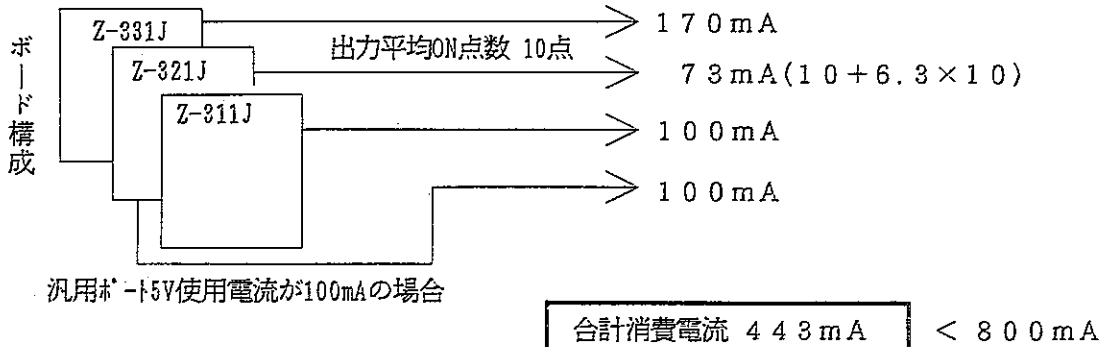 ボード構成
Z-331J
１７０mA
出力平均ON点数 10点
Z-321J
７３mA(１０＋６.３×１０)
Z-311J
１００mA
１００mA
汎用ﾎﾞｰﾄ5V使用電流が100mAの場合
合計消費電流 ４４３mA ＜ ８００mA